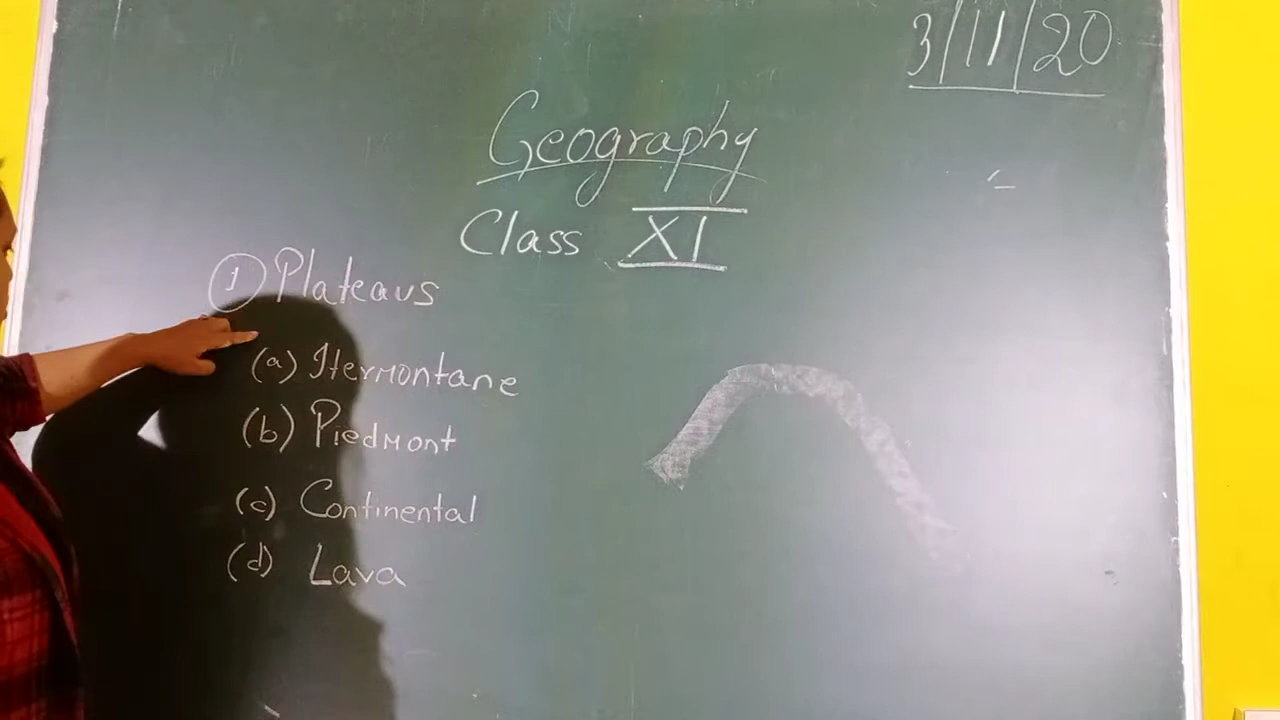 3/11/20
Geography
Class XI
① Plateaus
(a) Itermontane
(b) Piedmont
(c) Continental
(d) Lava